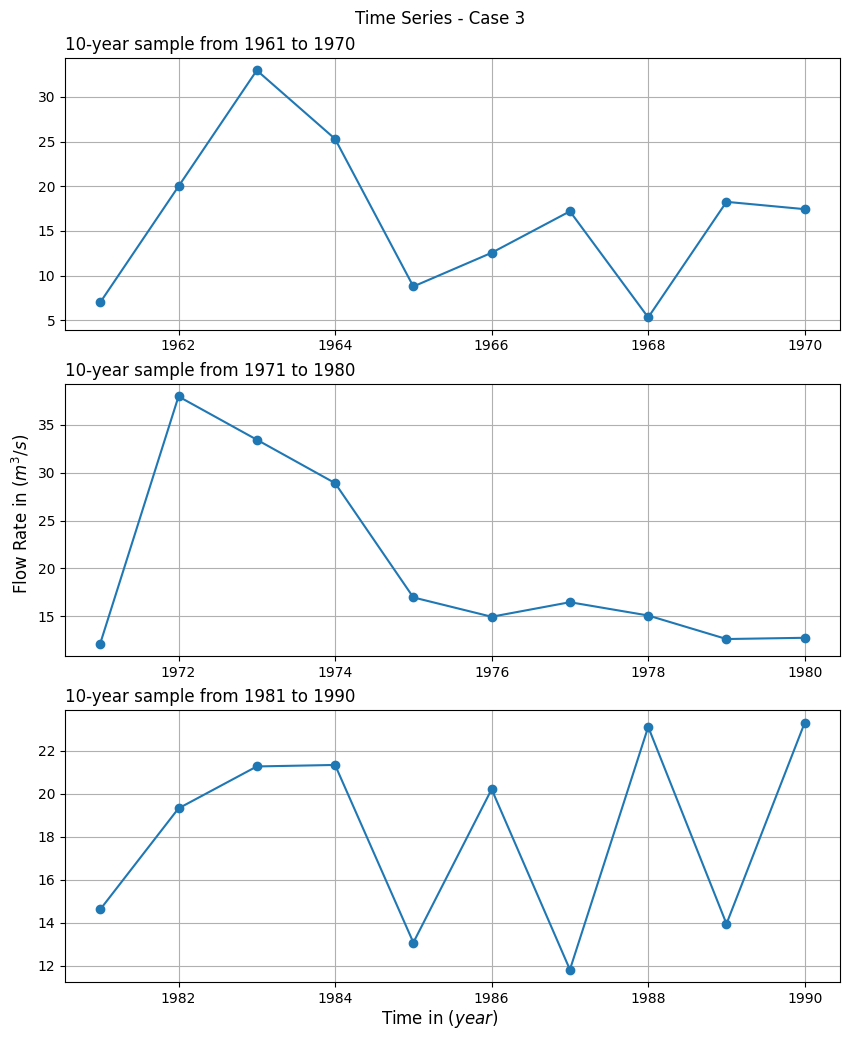 Time Series - Case 3
10-year sample from 1961 to 1970
30
25
20
15
10
5
1962 1964 1966 1968 1970
10-year sample from 1971 to 1980
Flow Rate in (m³/s)
35
30
25
20
15
1972 1974 1976 1978 1980
10-year sample from 1981 to 1990
22
20
18
16
14
12
1982 1984 1986 1988 1990
Time in (year)